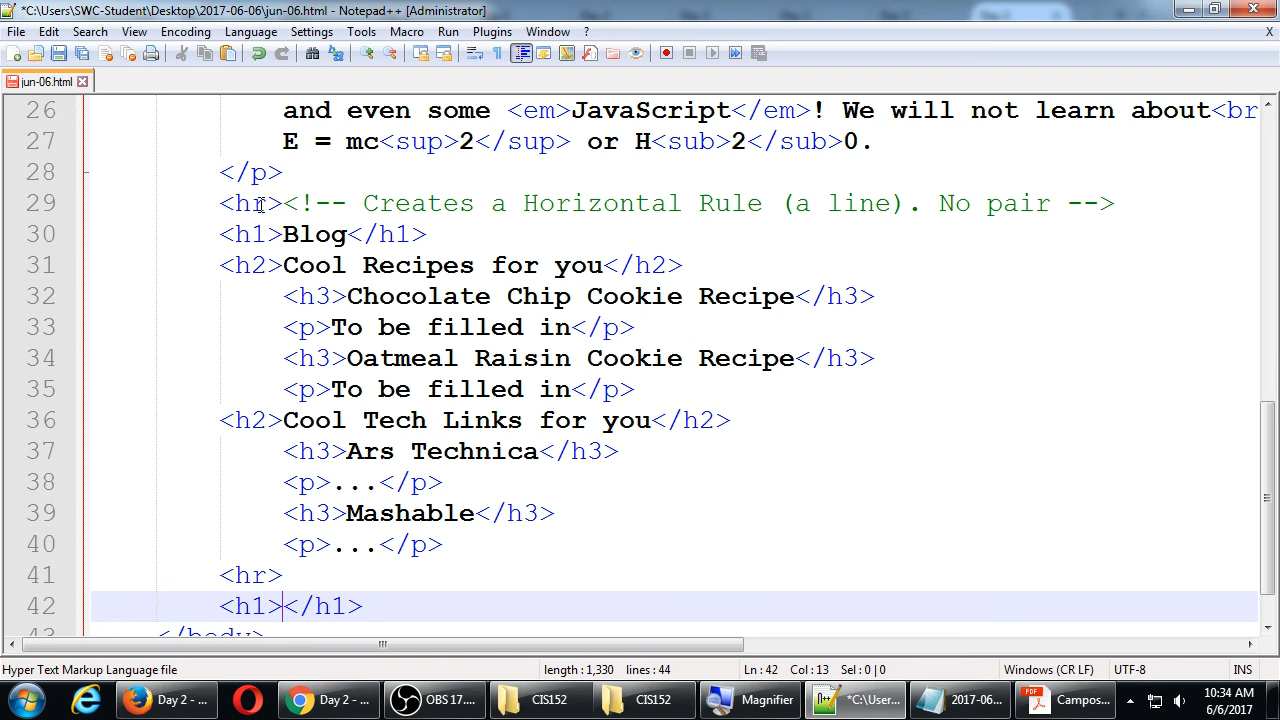 *C:\Users\SWC-Student\Desktop\2017-06-06\jun-06.html - Notepad++ [Administrator]
File Edit Search View Encoding Language Settings Tools Macro Run Plugins Window ? X
jun-06.html
26 and even some <em>JavaScript</em>! We will not learn about<br
27 E = mc<sup>2</sup> or H<sub>2</sub>0.
28 </p>
29 <hr><!-- Creates a Horizontal Rule (a line). No pair -->
30 <h1>Blog</h1>
31 <h2>Cool Recipes for you</h2>
32 <h3>Chocolate Chip Cookie Recipe</h3>
33 <p>To be filled in</p>
34 <h3>Oatmeal Raisin Cookie Recipe</h3>
35 <p>To be filled in</p>
36 <h2>Cool Tech Links for you</h2>
37 <h3>Ars Technica</h3>
38 <p>...</p>
39 <h3>Mashable</h3>
40 <p>...</p>
41 <hr>
42 <h1></h1>
43 </body>
Hyper Text Markup Language file length : 1,330 lines : 44 Ln : 42 Col : 13 Sel : 0 | 0 Windows (CR LF) UTF-8 INS
Day 2 - ... Day 2 - ... OBS 17.... CIS152 CIS152 Magnifier *C:\User... 2017-06... Campos... 10:34 AM
6/6/2017